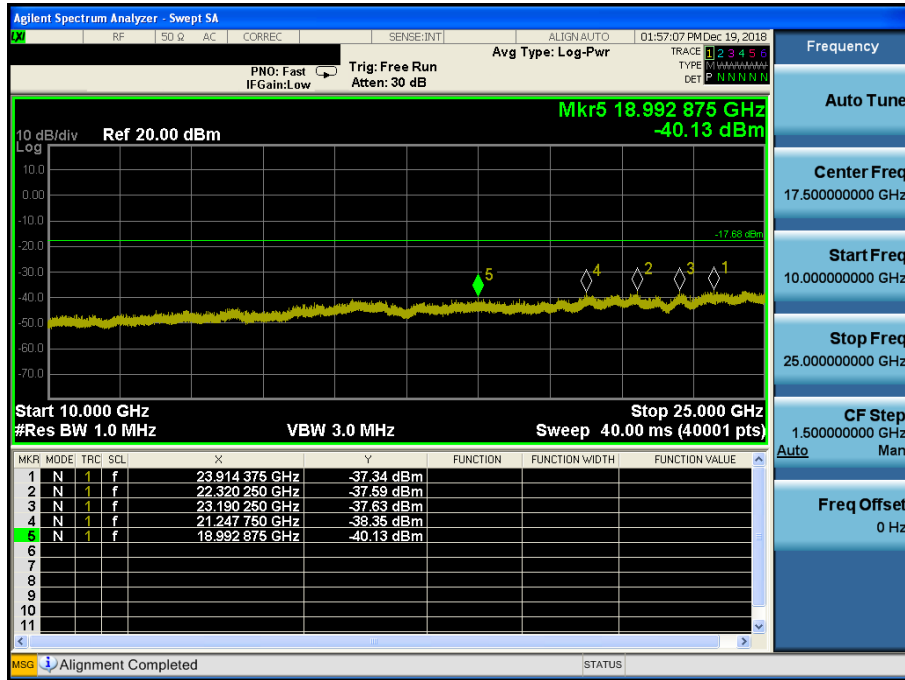 Agilent Spectrum Analyzer - Swept SA
LXI RF 50 Ω AC CORREC SENSE:INT ALIGN AUTO 01:57:07 PM Dec 19, 2018
PNO: Fast
IFGain:Low
Trig: Free Run
Atten: 30 dB
Avg Type: Log-Pwr
TRACE 1 2 3 4 5 6
TYPE M
DET P N N N N N
Mkr5 18.992 875 GHz
-40.13 dBm
10 dB/div Ref 20.00 dBm
Log
10.0
0.00
-10.0
-20.0
-30.0
-40.0
-50.0
-60.0
-70.0
-17.68 dBm
5 4 2 3 1
Start 10.000 GHz Stop 25.000 GHz
#Res BW 1.0 MHz VBW 3.0 MHz Sweep 40.00 ms (40001 pts)
MKR MODE TRC SCL X Y FUNCTION FUNCTION WIDTH FUNCTION VALUE
1 N 1 f 23.914 375 GHz -37.34 dBm
2 N 1 f 22.320 250 GHz -37.59 dBm
3 N 1 f 23.190 250 GHz -37.63 dBm
4 N 1 f 21.247 750 GHz -38.35 dBm
5 N 1 f 18.992 875 GHz -40.13 dBm
6
7
8
9
10
11
MSG Alignment Completed STATUS
Frequency
Auto Tune
Center Freq
17.500000000 GHz
Start Freq
10.000000000 GHz
Stop Freq
25.000000000 GHz
CF Step
1.500000000 GHz
Auto Man
Freq Offset
0 Hz